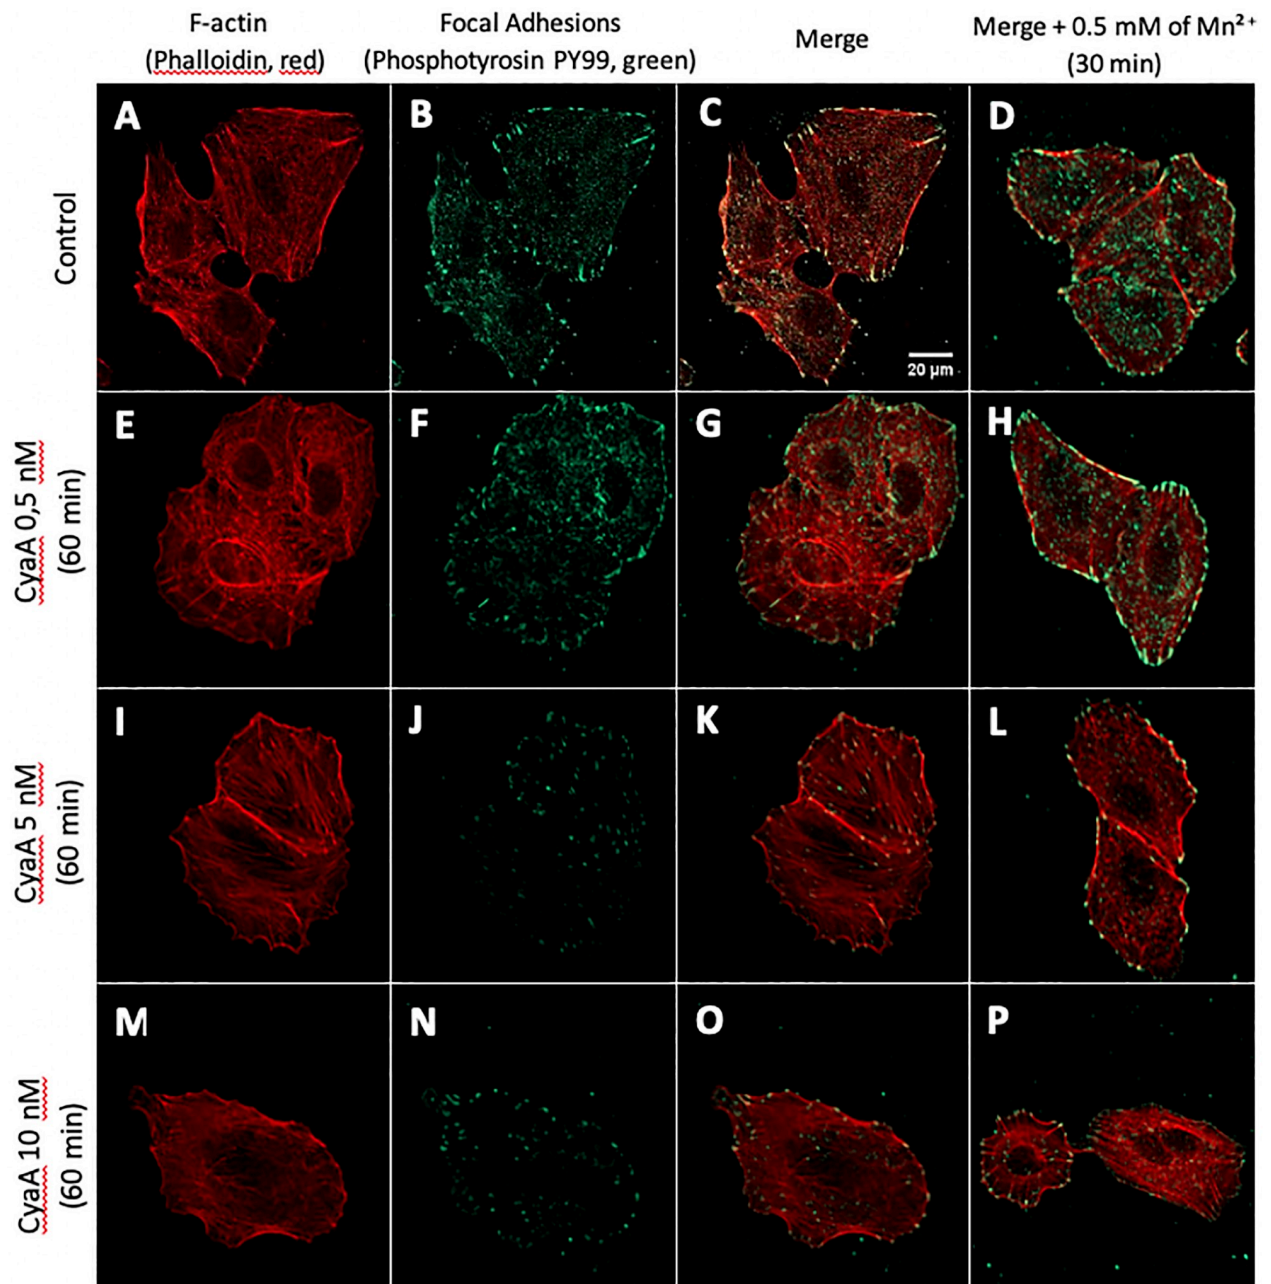 F-actin
(Phalloidin, red)
Focal Adhesions
(Phosphotyrosin PY99, green)
Merge
Merge + 0.5 mM of Mn²⁺
(30 min)
Control
A
B
C
D
20 µm
CyaA 0,5 nM
(60 min)
E
F
G
H
CyaA 5 nM
(60 min)
I
J
K
L
CyaA 10 nM
(60 min)
M
N
O
P